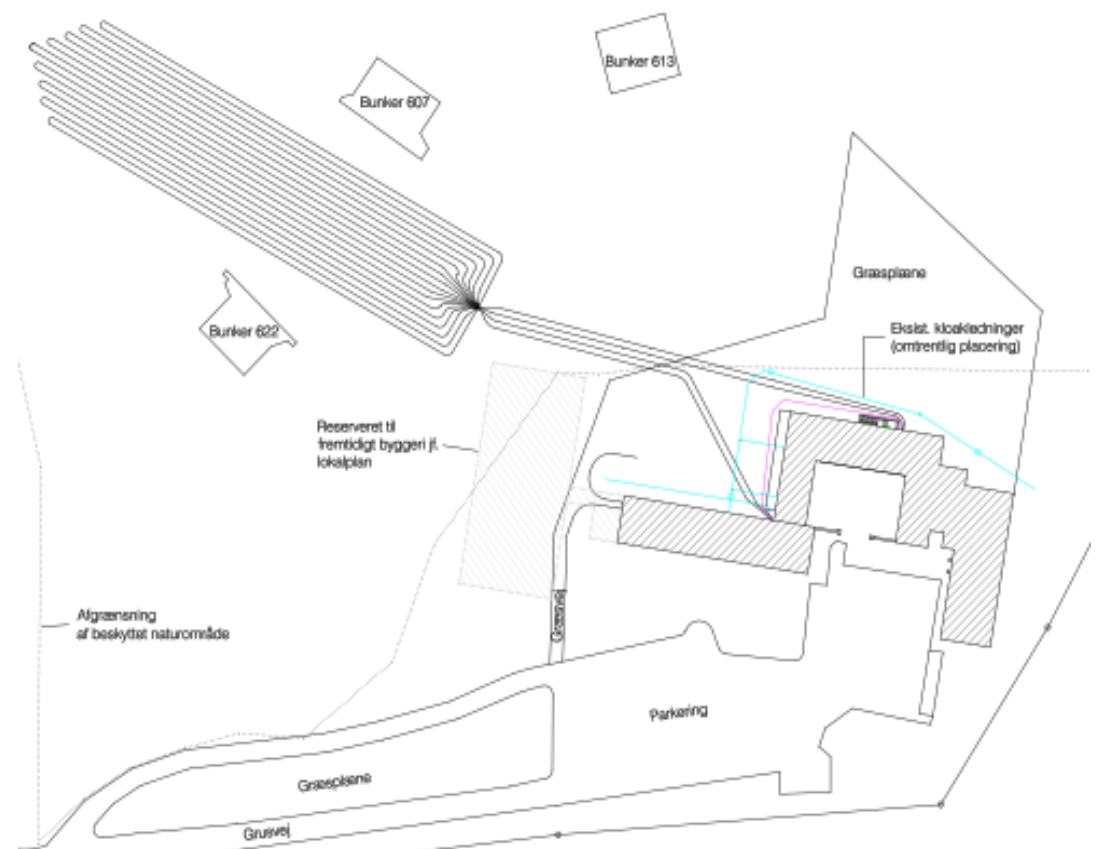 Bunker 613
Bunker 607
Græsplæne
Bunker 622
Eksist. kloakledninger
(omtrentlig placering)
Reserveret til
fremtidigt byggeri jf.
lokalplan
Afgrænsning
af beskyttet naturområde
Grusvej
Parkering
Græsplæne
Grusvej